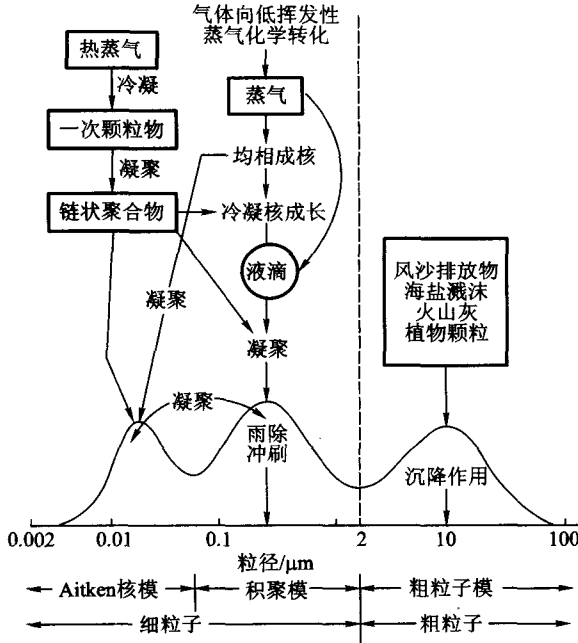 气体向低挥发性
蒸气化学转化
热蒸气
冷凝
蒸气
一次颗粒物
均相成核
凝聚
链状聚合物
冷凝核成长
液滴
风沙排放物
海盐溅沫
火山灰
植物颗粒
凝聚
凝聚
凝聚
雨除
冲刷
沉降作用
0.002
0.01
0.1
1
2
10
100
粒径/μm
Aitken核模
积聚模
粗粒子模
细粒子
粗粒子